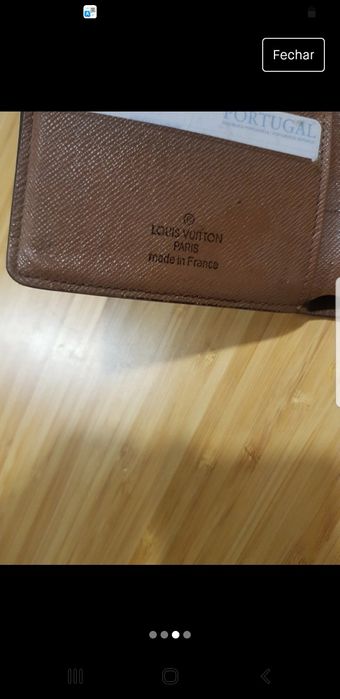 Fechar
PORTUGAL
®
LOUIS VUITTON
PARIS
made in France